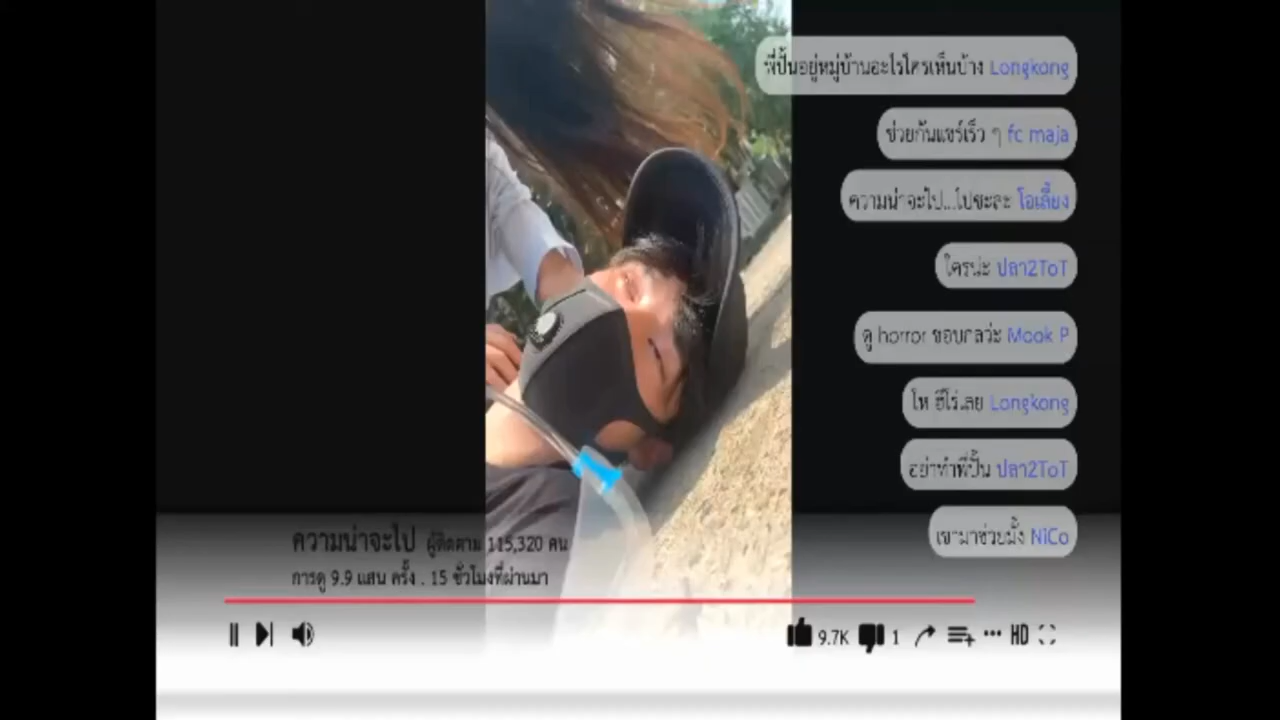 พี่ปั้นอยู่หมู่บ้านอะไรใครเห็นบ้าง Longkong
ช่วยกันแชร์เร็ว ๆ fc maja
ความน่าจะไป...ไปซะละ โอเลี้ยง
ใครน่ะ ปลา2ToT
ดู horror ชอบกลว่ะ Mook P
โห ฮีโร่เลย Longkong
อย่าทำพี่ปั้น ปลา2ToT
เขามาช่วยมั้ง NiCo
ความน่าจะไป ผู้ติดตาม 115,320 คน
การดู 9.9 แสน ครั้ง . 15 ชั่วโมงที่ผ่านมา
9.7K 1 HD